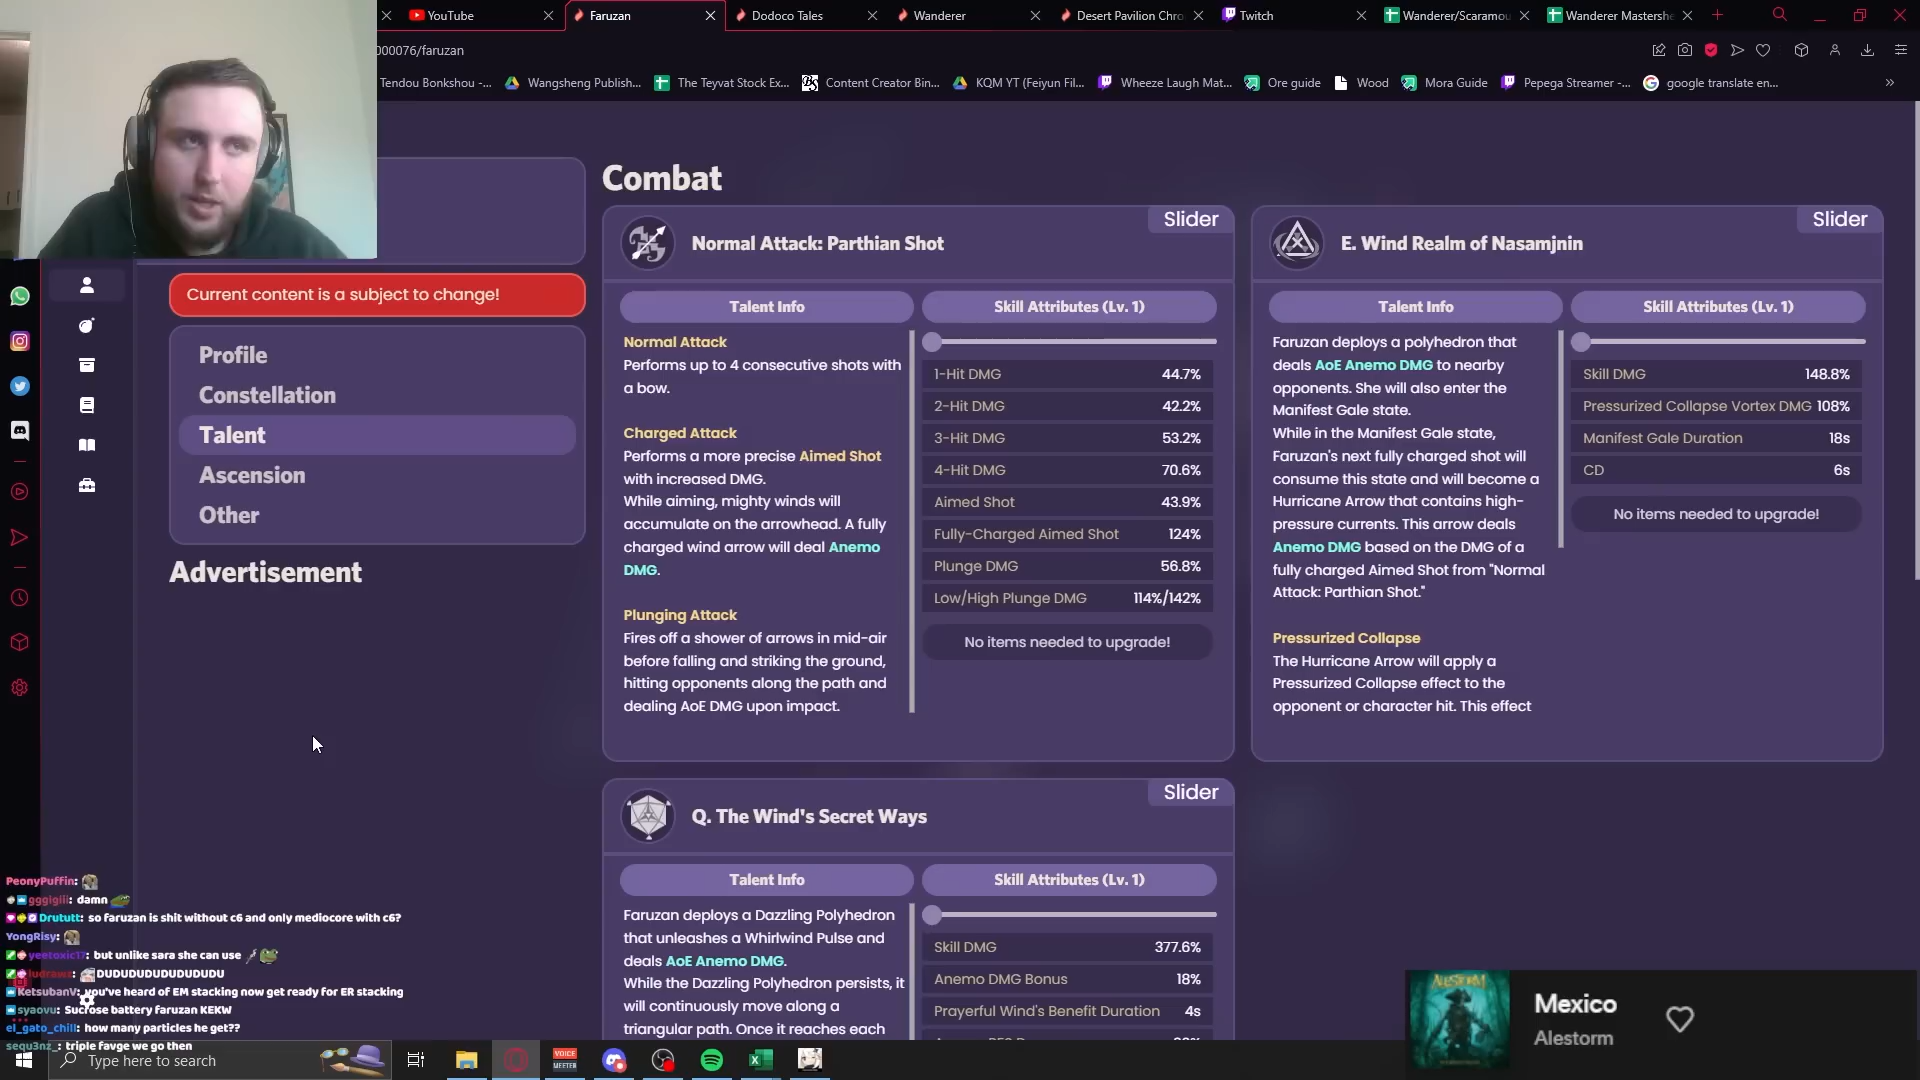 YouTube
Faruzan
Dodoco Tales
Wanderer
Desert Pavilion Chro
Twitch
Wanderer/Scaramou
Wanderer Mastershe
000076/faruzan
Tendou Bonkshou -...
Wangsheng Publish...
The Teyvat Stock Ex...
Content Creator Bin...
KQM YT (Feiyun Fil...
Wheeze Laugh Mat...
Ore guide
Wood
Mora Guide
Pepega Streamer -...
google translate en...
Current content is a subject to change!
Profile
Constellation
Talent
Ascension
Other
Advertisement
Combat
Slider
Normal Attack: Parthian Shot
Talent Info
Skill Attributes (Lv. 1)
Normal Attack
Performs up to 4 consecutive shots with
a bow.
Charged Attack
Performs a more precise Aimed Shot
with increased DMG.
While aiming, mighty winds will
accumulate on the arrowhead. A fully
charged wind arrow will deal Anemo
DMG.
Plunging Attack
Fires off a shower of arrows in mid-air
before falling and striking the ground,
hitting opponents along the path and
dealing AoE DMG upon impact.
1-Hit DMG 44.7%
2-Hit DMG 42.2%
3-Hit DMG 53.2%
4-Hit DMG 70.6%
Aimed Shot 43.9%
Fully-Charged Aimed Shot 124%
Plunge DMG 56.8%
Low/High Plunge DMG 114%/142%
No items needed to upgrade!
Slider
E. Wind Realm of Nasamjnin
Talent Info
Skill Attributes (Lv. 1)
Faruzan deploys a polyhedron that
deals AoE Anemo DMG to nearby
opponents. She will also enter the
Manifest Gale state.
While in the Manifest Gale state,
Faruzan's next fully charged shot will
consume this state and will become a
Hurricane Arrow that contains high-
pressure currents. This arrow deals
Anemo DMG based on the DMG of a
fully charged Aimed Shot from "Normal
Attack: Parthian Shot."
Pressurized Collapse
The Hurricane Arrow will apply a
Pressurized Collapse effect to the
opponent or character hit. This effect
Skill DMG 148.8%
Pressurized Collapse Vortex DMG 108%
Manifest Gale Duration 18s
CD 6s
No items needed to upgrade!
Slider
Q. The Wind's Secret Ways
Talent Info
Skill Attributes (Lv. 1)
Faruzan deploys a Dazzling Polyhedron
that unleashes a Whirlwind Pulse and
deals AoE Anemo DMG.
While the Dazzling Polyhedron persists, it
will continuously move along a
triangular path. Once it reaches each
Skill DMG 377.6%
Anemo DMG Bonus 18%
Prayerful Wind's Benefit Duration 4s
PeonyPuffin:
gggigiii: damn
Drututt: so faruzan is shit without c6 and only mediocre with c6?
YongRisy:
yeetoxic17: but unlike sara she can use
DUDUDUDUDUDUDUDU
KetsubanV: you've heard of EM stacking now get ready for ER stacking
syaovu: Sucrose battery faruzan KEKW
el_gato_chill: how many particles he get??
sequ3nz_: triple favge we go then
Type here to search
VOICE
MEETER
ALESTORM
Mexico
Alestorm